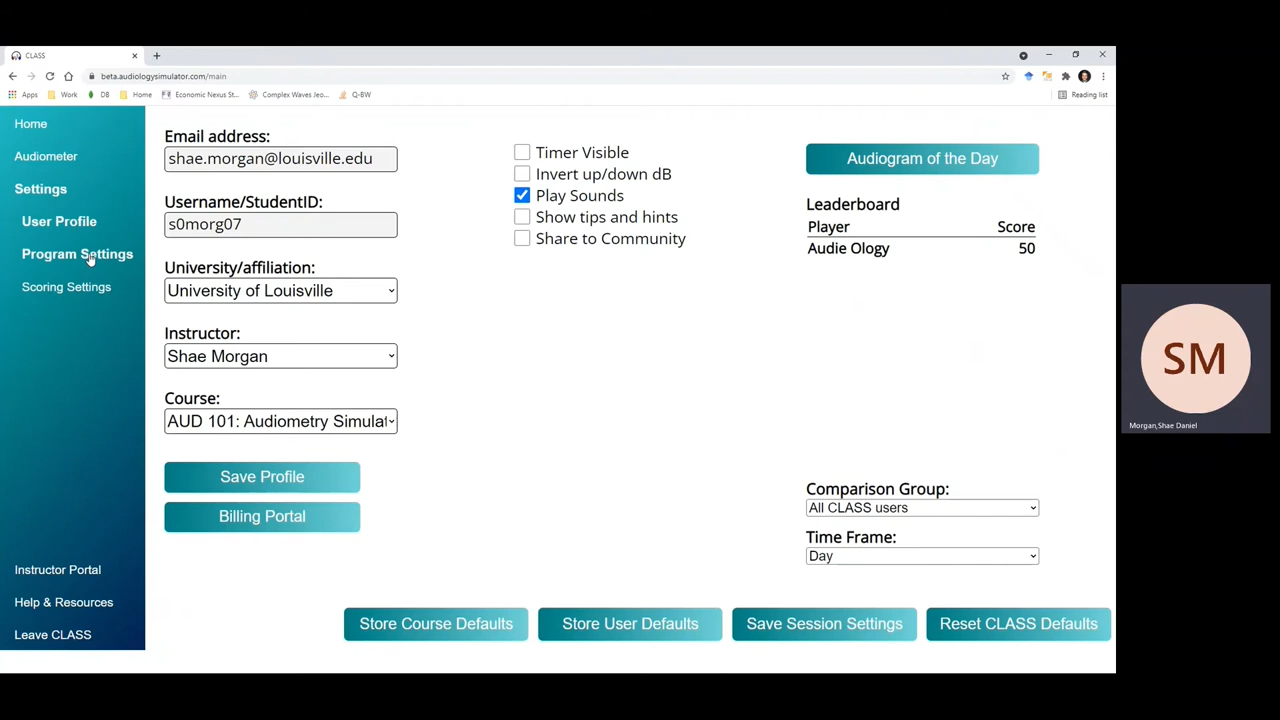 CLASS
beta.audiologysimulator.com/main
Apps
Work
DB
Home
Economic Nexus St...
Complex Waves Jeo...
Q-BW
Reading list
Home
Audiometer
Settings
User Profile
Program Settings
Scoring Settings
Instructor Portal
Help & Resources
Leave CLASS
Email address:
shae.morgan@louisville.edu
Username/StudentID:
s0morg07
University/affiliation:
University of Louisville
Instructor:
Shae Morgan
Course:
AUD 101: Audiometry Simulat
Save Profile
Billing Portal
Timer Visible
Invert up/down dB
Play Sounds
Show tips and hints
Share to Community
Audiogram of the Day
Leaderboard
Player Score
Audie Ology 50
Comparison Group:
All CLASS users
Time Frame:
Day
Store Course Defaults
Store User Defaults
Save Session Settings
Reset CLASS Defaults
SM
Morgan,Shae Daniel